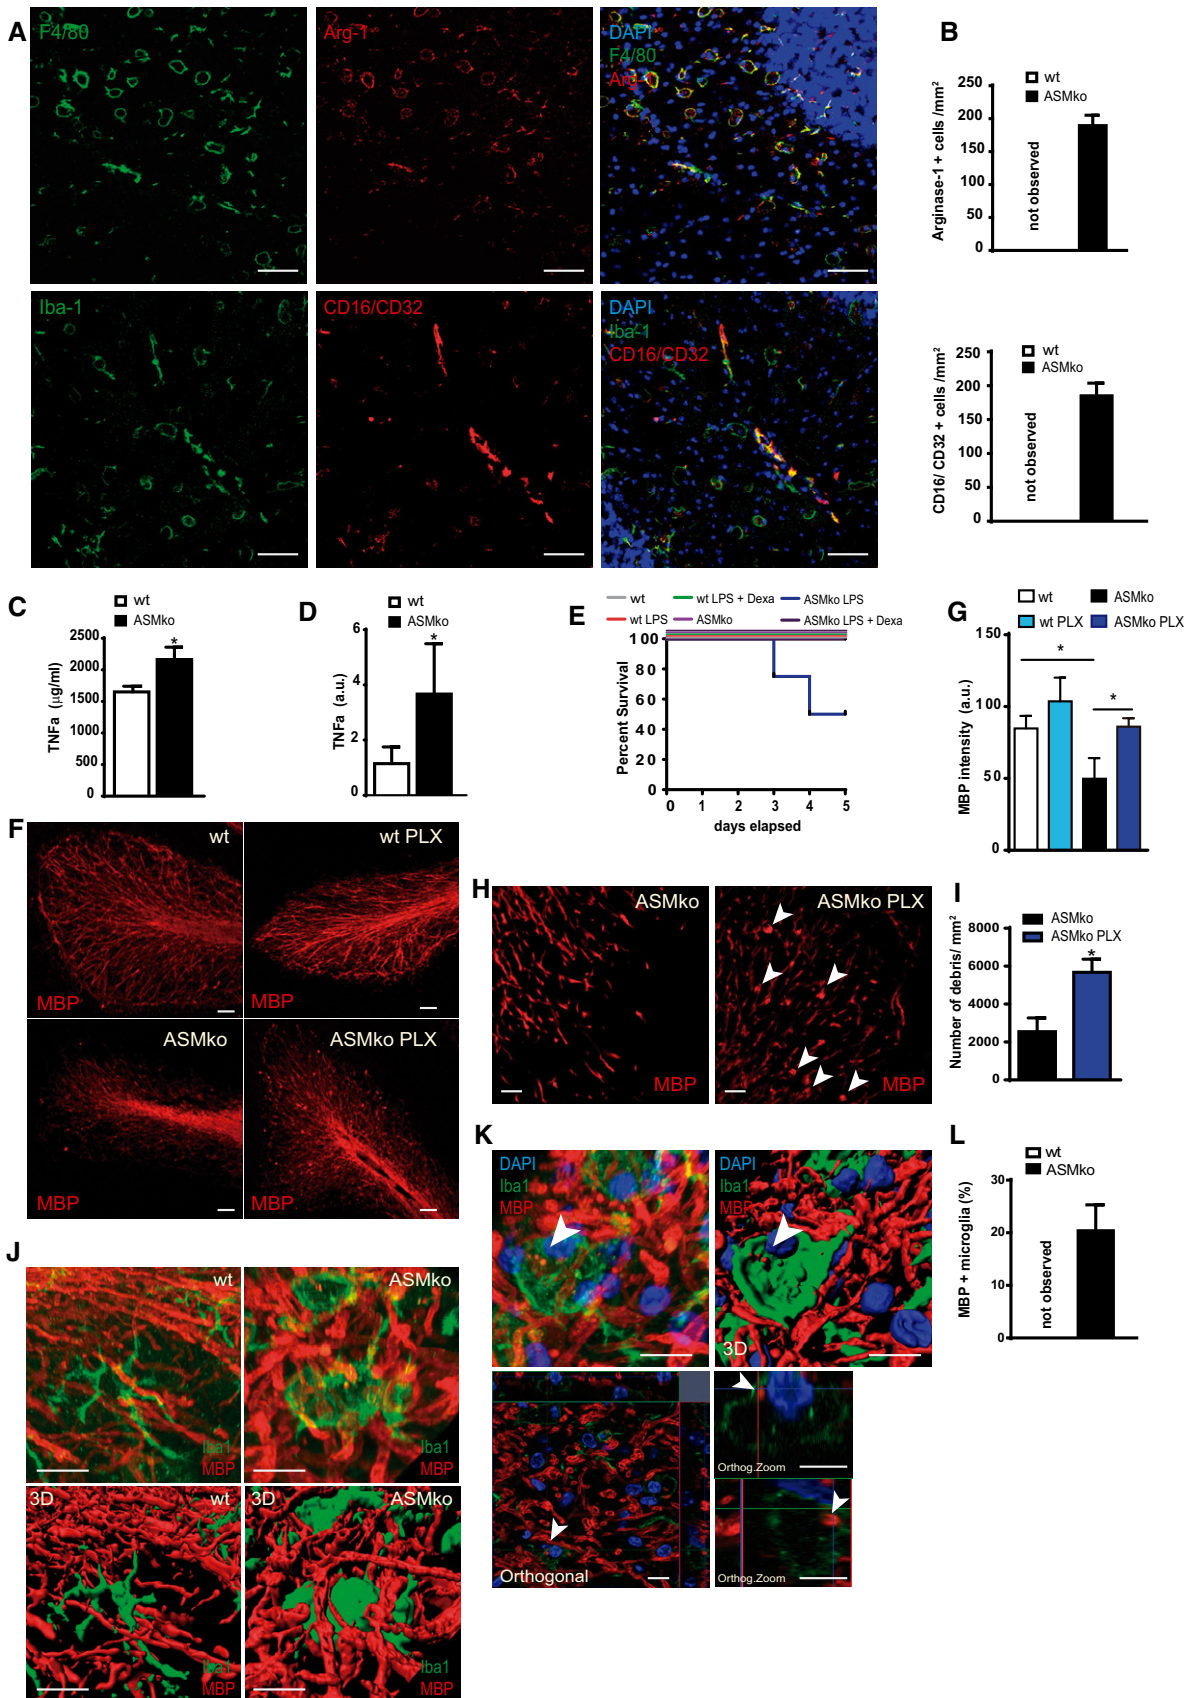 A
F4/80
Arg-1
DAPI
F4/80
Arg-1
Iba-1
CD16/CD32
DAPI
Iba-1
CD16/CD32
B
wt
ASMko
Arginase-1 + cells /mm²
250
200
150
200
150
100
50
0
not observed
wt
ASMko
CD16/ CD32 + cells /mm²
250
200
150
200
150
100
50
0
not observed
C
wt
ASMko
TNFa (µg/ml)
2500
2000
1500
1000
500
0
*
D
wt
ASMko
TNFa (a.u.)
6
4
2
0
*
E
wt
wt LPS + Dexa
ASMko LPS
wt LPS
ASMko
ASMko LPS + Dexa
Percent Survival
100
80
60
40
20
0
0 1 2 3 4 5
days elapsed
G
wt
ASMko
wt PLX
ASMko PLX
MBP intensity (a.u.)
150
100
50
0
*
*
F
wt
MBP
wt PLX
MBP
ASMko
MBP
ASMko PLX
MBP
H
ASMko
MBP
ASMko PLX
MBP
I
ASMko
ASMko PLX
Number of debris/ mm²
8000
6000
4000
2000
0
*
J
wt
Iba1
MBP
ASMko
Iba1
MBP
3D
wt
Iba1
MBP
3D
ASMko
Iba1
MBP
K
DAPI
Iba1
MBP
DAPI
Iba1
MBP
3D
Orthogonal
Orthog.Zoom
Orthog.Zoom
L
wt
ASMko
MBP + microglia (%)
30
20
10
0
not observed